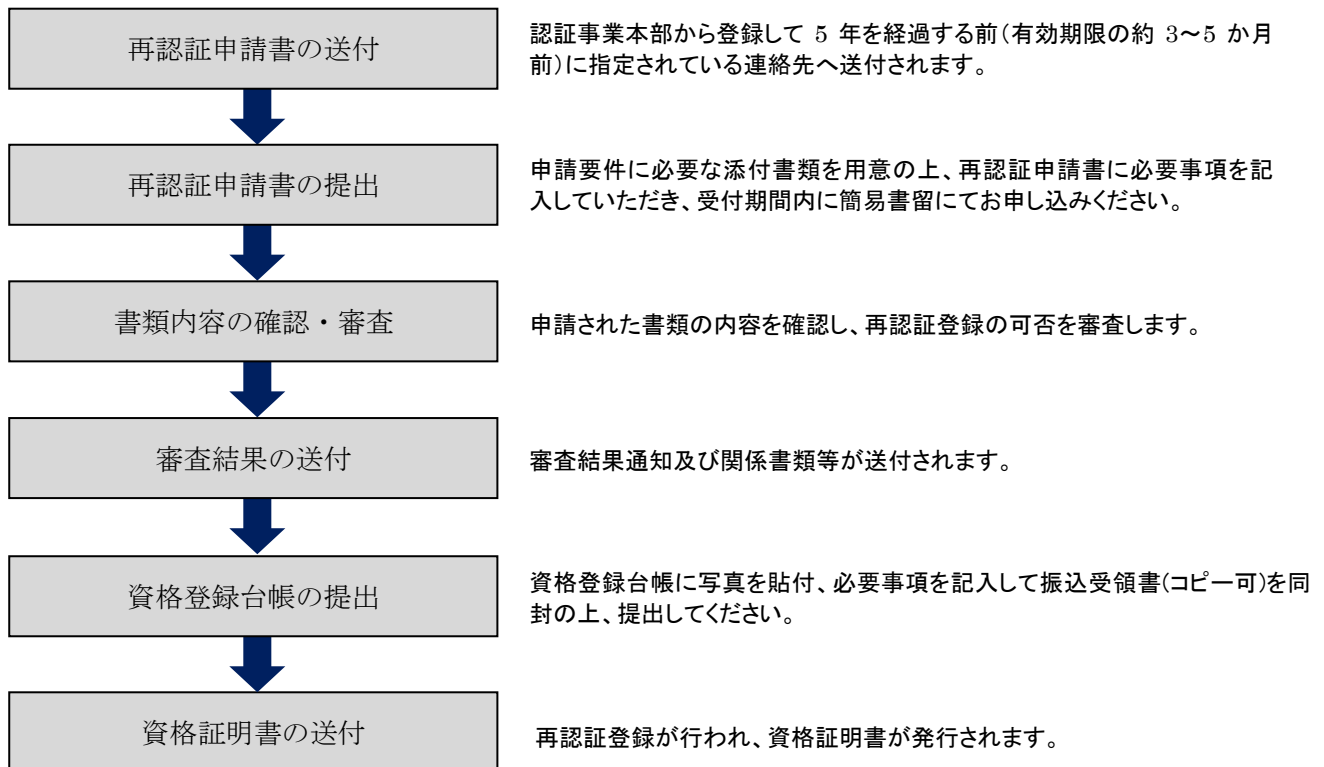 再認証申請書の送付
認証事業本部から登録して 5 年を経過する前(有効期限の約 3~5 か月
前)に指定されている連絡先へ送付されます。
再認証申請書の提出
申請要件に必要な添付書類を用意の上、再認証申請書に必要事項を記
入していただき、受付期間内に簡易書留にてお申し込みください。
書類内容の確認・審査
申請された書類の内容を確認し、再認証登録の可否を審査します。
審査結果の送付
審査結果通知及び関係書類等が送付されます。
資格登録台帳の提出
資格登録台帳に写真を貼付、必要事項を記入して振込受領書(コピー可)を同
封の上、提出してください。
資格証明書の送付
再認証登録が行われ、資格証明書が発行されます。